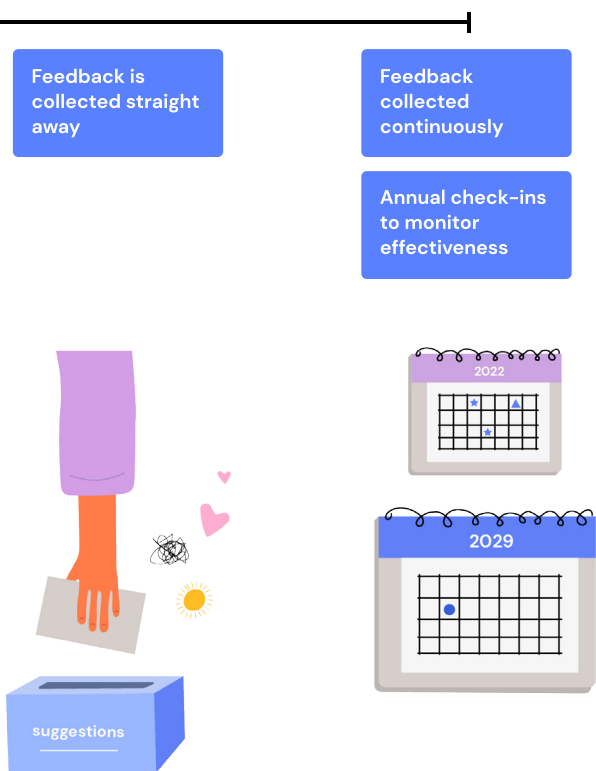 Feedback is
collected straight
away
Feedback
collected
continuously
Annual check-ins
to monitor
effectiveness
2022
2029
suggestions